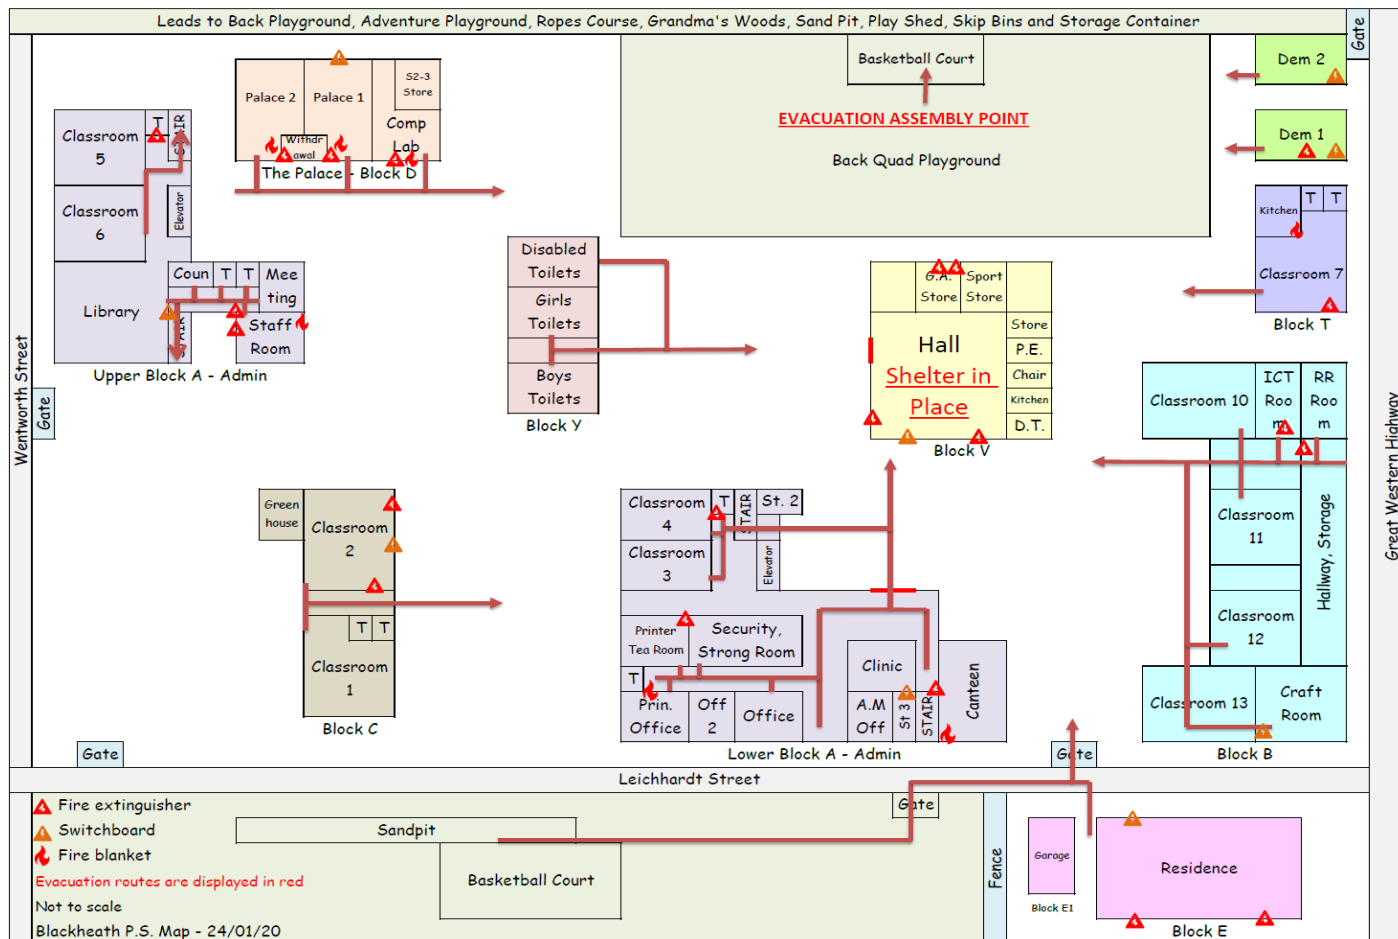 Leads to Back Playground, Adventure Playground, Ropes Course, Grandma's Woods, Sand Pit, Play Shed, Skip Bins and Storage Container
Gate
Wentworth Street
Great Western Highway
Palace 2
Palace 1
S2-3
Store
Comp
Lab
Withdr
awal
The Palace - Block D
Basketball Court
EVACUATION ASSEMBLY POINT
Back Quad Playground
Dem 2
Dem 1
Classroom
5
T
STAIR
Classroom
6
Elevator
Library
Coun
T
T
Mee
ting
STAIR
Staff
Room
Upper Block A - Admin
Gate
Disabled
Toilets
Girls
Toilets
Boys
Toilets
Block Y
G.A.
Store
Sport
Store
Hall
Shelter in
Place
Store
P.E.
Chair
Kitchen
D.T.
Block V
Kitchen
T
T
Classroom 7
Block T
Classroom 10
ICT
Roo
m
RR
Roo
m
Classroom
11
Hallway, Storage
Classroom
12
Classroom 13
Craft
Room
Block B
Green
house
Classroom
2
T
T
Classroom
1
Block C
Classroom
4
T
STAIR
St. 2
Classroom
3
Elevator
Printer
Tea Room
Security,
Strong Room
T
Prin.
Office
Off
2
Office
Clinic
A.M
Off
St 3
STAIR
Canteen
Lower Block A - Admin
Gate
Gate
Leichhardt Street
Fire extinguisher
Switchboard
Fire blanket
Evacuation routes are displayed in red
Not to scale
Blackheath P.S. Map - 24/01/20
Sandpit
Basketball Court
Gate
Fence
Garage
Block E1
Residence
Block E